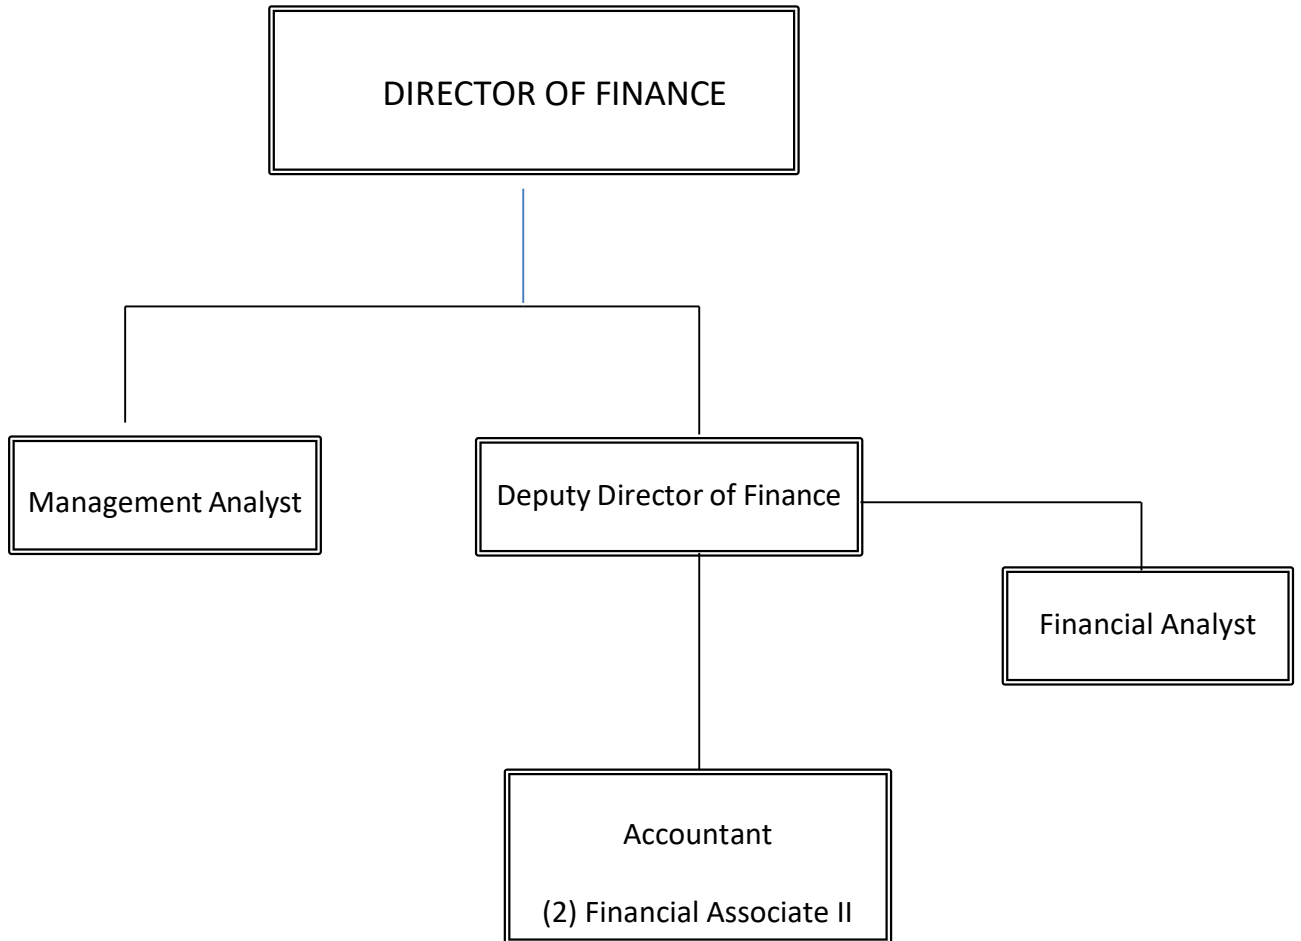 DIRECTOR OF FINANCE
Management Analyst
Deputy Director of Finance
Financial Analyst
Accountant
(2) Financial Associate II